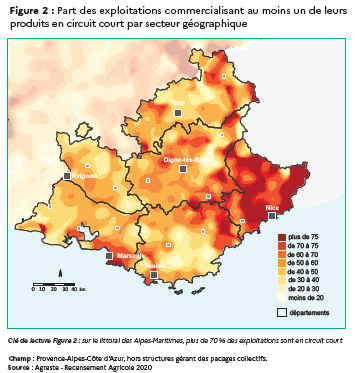 Figure 2 : Part des exploitations commercialisant au moins un de leurs
produits en circuit court par secteur géographique
Gap
Digne-les-Bains
Avignon
Nice
Marseille
Toulon
plus de 75
de 70 à 75
de 60 à 70
de 50 à 60
de 40 à 50
de 30 à 40
de 20 à 30
moins de 20
départements
0 10 20 30 40 km
Clé de lecture Figure 2 : sur le littoral des Alpes-Maritimes, plus de 70 % des exploitations sont en circuit court
Champ : Provence-Alpes-Côte d'Azur, hors structures gérant des pacages collectifs.
Source : Agreste - Recensement Agricole 2020